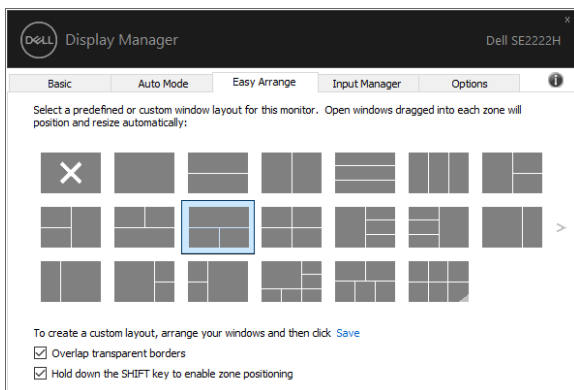 x
DELL Display Manager Dell SE2222H
Basic Auto Mode Easy Arrange Input Manager Options i
Select a predefined or custom window layout for this monitor. Open windows dragged into each zone will
position and resize automatically:
>
To create a custom layout, arrange your windows and then click Save
Overlap transparent borders
Hold down the SHIFT key to enable zone positioning